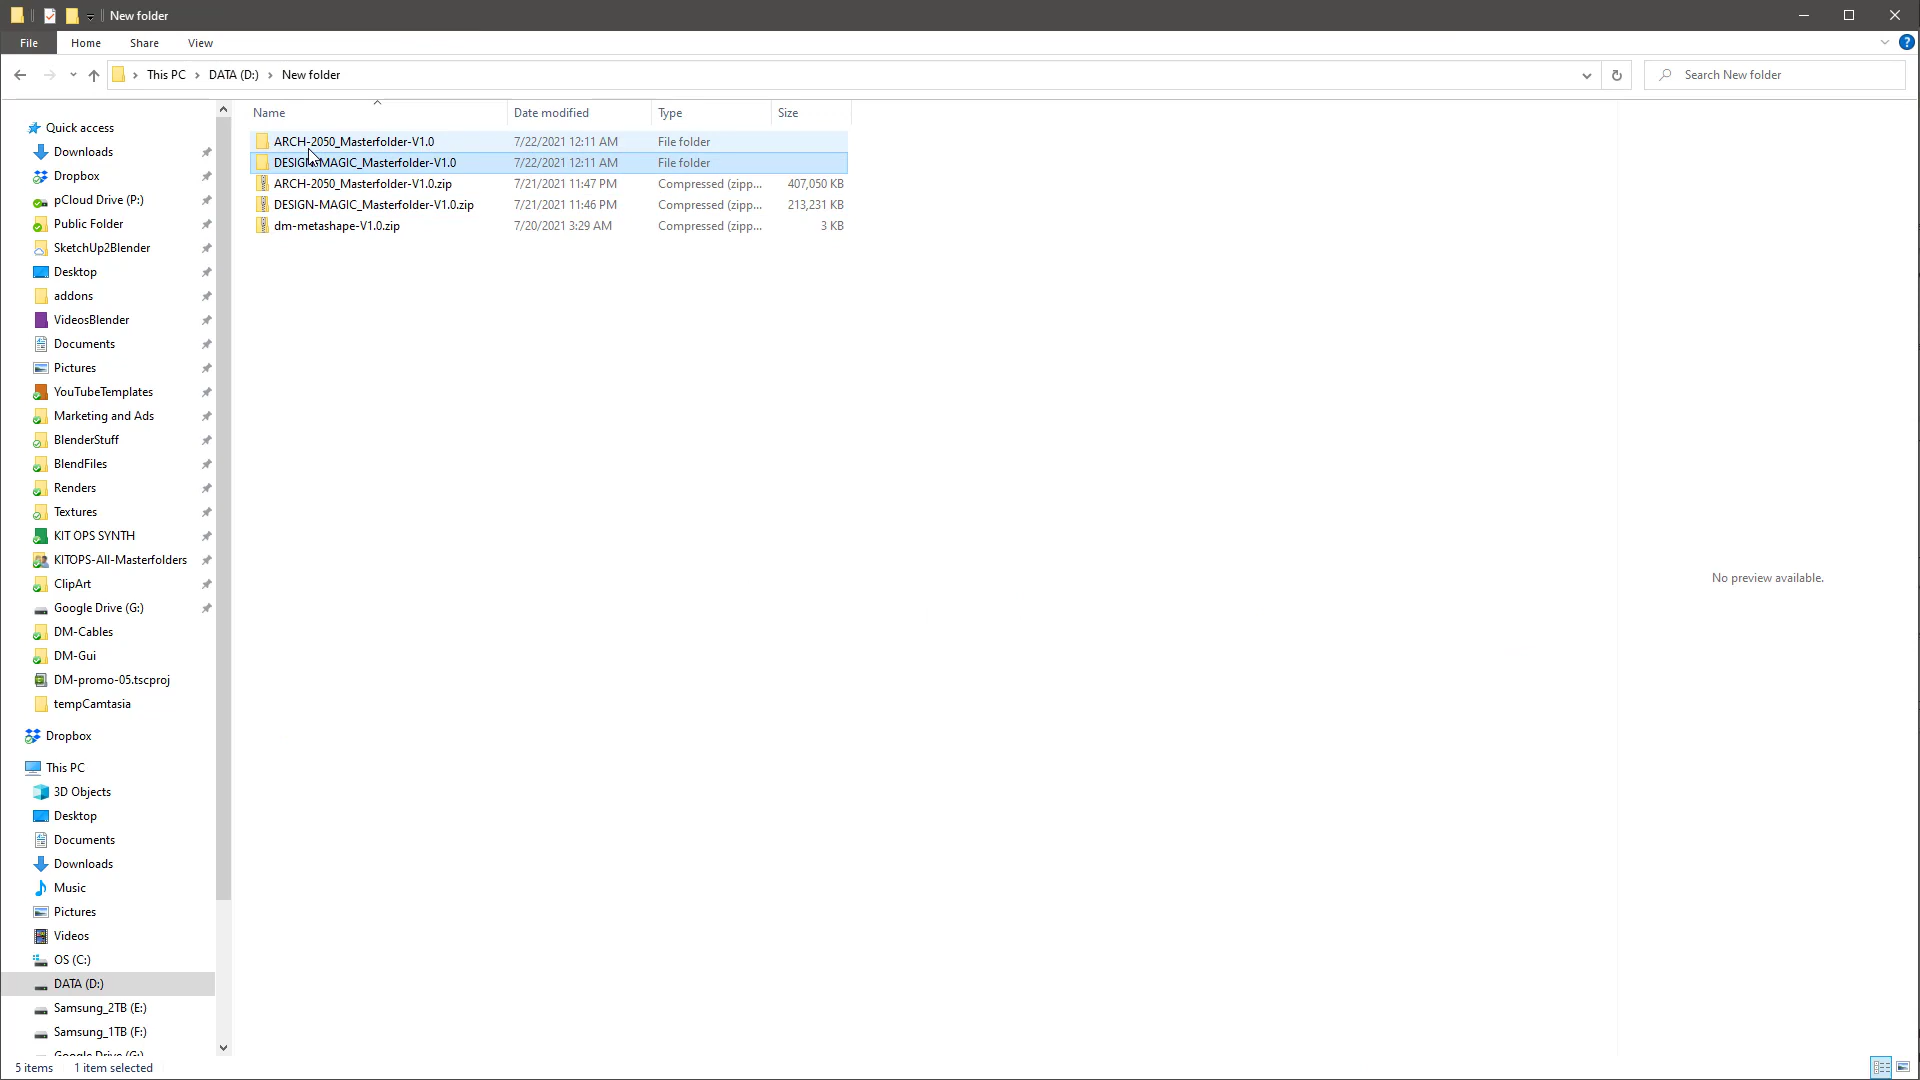 New folder
File Home Share View
This PC DATA (D:) New folder Search New folder
Name Date modified Type Size
ARCH-2050_Masterfolder-V1.0 7/22/2021 12:11 AM File folder
DESIGN-MAGIC_Masterfolder-V1.0 7/22/2021 12:11 AM File folder
ARCH-2050_Masterfolder-V1.0.zip 7/21/2021 11:47 PM Compressed (zipp... 407,050 KB
DESIGN-MAGIC_Masterfolder-V1.0.zip 7/21/2021 11:46 PM Compressed (zipp... 213,231 KB
dm-metashape-V1.0.zip 7/20/2021 3:29 AM Compressed (zipp... 3 KB
Quick access
Downloads
Dropbox
pCloud Drive (P:)
Public Folder
SketchUp2Blender
Desktop
addons
VideosBlender
Documents
Pictures
YouTubeTemplates
Marketing and Ads
BlenderStuff
BlendFiles
Renders
Textures
KIT OPS SYNTH
KITOPS-All-Masterfolders
ClipArt
Google Drive (G:)
DM-Cables
DM-Gui
DM-promo-05.tscproj
tempCamtasia
Dropbox
This PC
3D Objects
Desktop
Documents
Downloads
Music
Pictures
Videos
OS (C:)
DATA (D:)
Samsung_2TB (E:)
Samsung_1TB (F:)
Google Drive (G:)
No preview available.
5 items 1 item selected